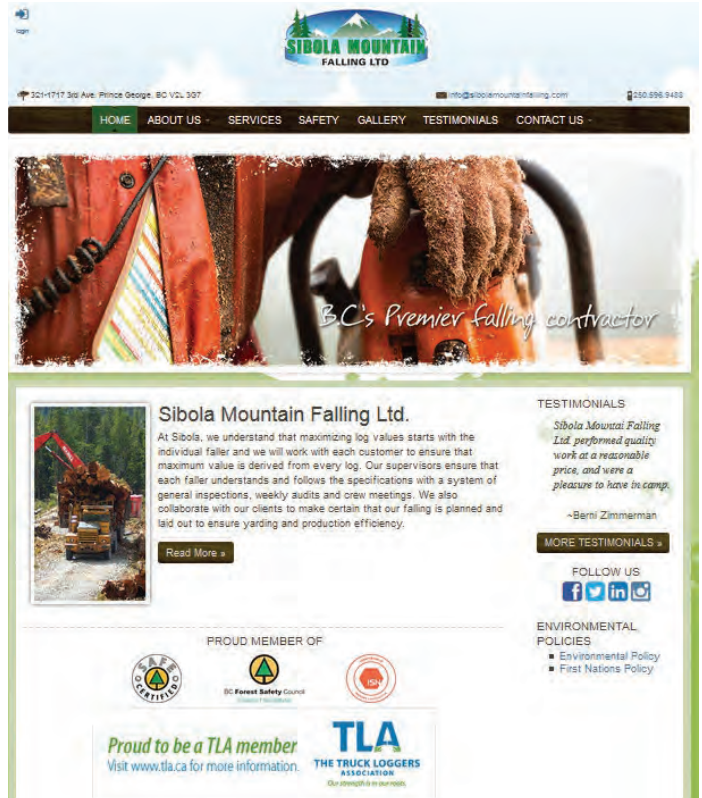 login
SIBOLA MOUNTAIN
FALLING LTD
321-1717 3rd Ave. Prince George, BC V2L 3G7
info@sibolamountainfalling.com
250.596.9488
HOME ABOUT US SERVICES SAFETY GALLERY TESTIMONIALS CONTACT US
B.C's Premier falling contractor
Sibola Mountain Falling Ltd.
At Sibola, we understand that maximizing log values starts with the
individual faller and we will work with each customer to ensure that
maximum value is derived from every log. Our supervisors ensure that
each faller understands and follows the specifications with a system of
general inspections, weekly audits and crew meetings. We also
collaborate with our clients to make certain that our falling is planned and
laid out to ensure yarding and production efficiency.
Read More »
TESTIMONIALS
Sibola Mountai Falling
Ltd. performed quality
work at a reasonable
price, and were a
pleasure to have in camp.
~Berni Zimmerman
MORE TESTIMONIALS »
FOLLOW US
ENVIRONMENTAL
POLICIES
Environmental Policy
First Nations Policy
PROUD MEMBER OF
SAFE
CERTIFIED
BC Forest Safety Council
ISN
Proud to be a TLA member
Visit www.tla.ca for more information.
TLA
THE TRUCK LOGGERS
ASSOCIATION
Our strength is in our roots.